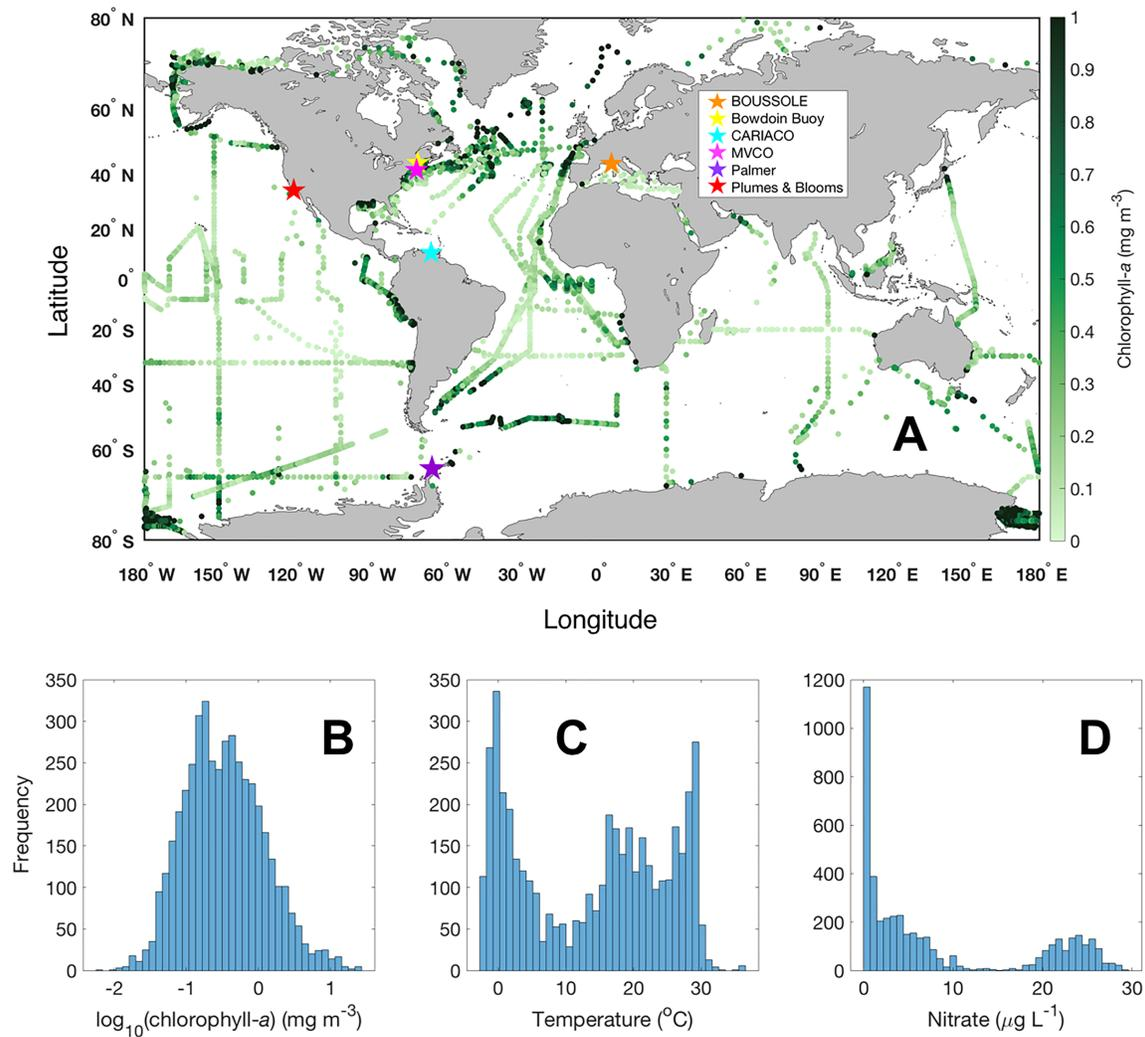 80° N
60° N
40° N
20° N
0°
20° S
40° S
60° S
80° S
Latitude
BOUSSOLE
Bowdoin Buoy
CARIACO
MVCO
Palmer
Plumes & Blooms
A
1
0.9
0.8
0.7
0.6
0.5
0.4
0.3
0.2
0.1
0
Chlorophyll-a (mg m⁻³)
180° W 150° W 120° W 90° W 60° W 30° W 0° 30° E 60° E 90° E 120° E 150° E 180° E
Longitude
350
300
250
200
150
100
50
0
Frequency
B
-2 -1 0 1
log₁₀(chlorophyll-a) (mg m⁻³)
350
300
250
200
150
100
50
0
C
0 10 20 30
Temperature (°C)
1200
1000
800
600
400
200
0
D
0 10 20 30
Nitrate (μg L⁻¹)